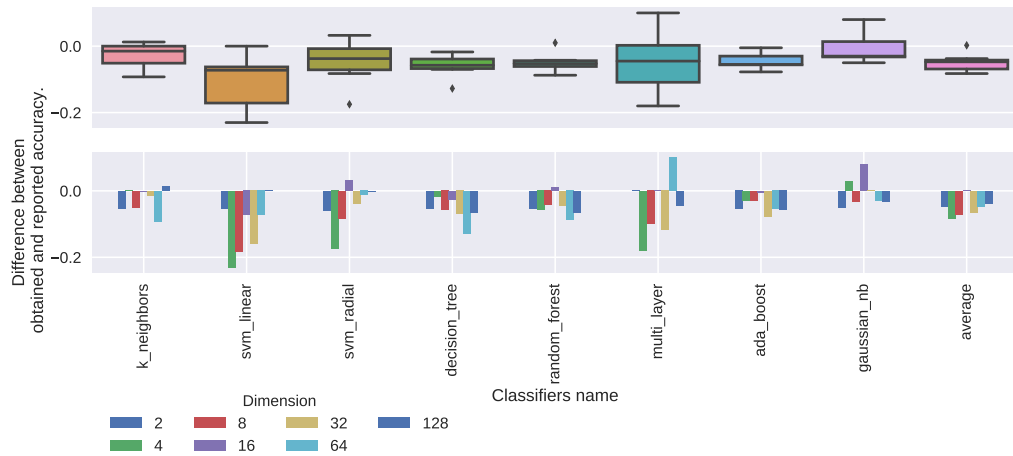 0.0
−0.2
0.0
−0.2
Difference between
obtained and reported accuracy.
k_neighbors
svm_linear
svm_radial
decision_tree
random_forest
multi_layer
ada_boost
gaussian_nb
average
Classifiers name
Dimension
2 8 32 128
4 16 64